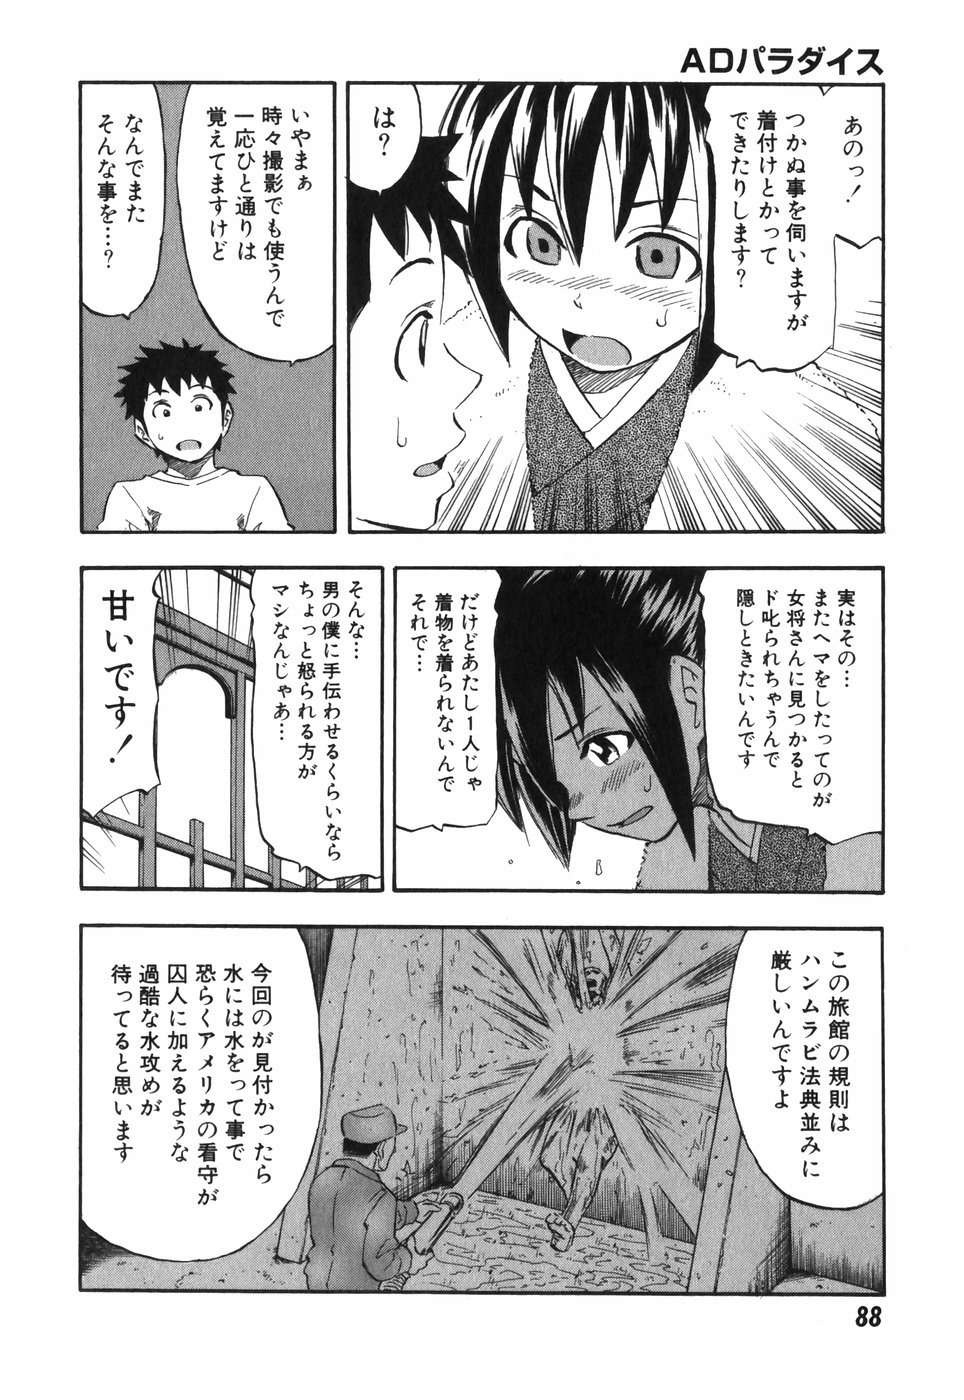 ADパラダイス
あのっ!
つかぬ事を伺いますが
着付けとかって
できたりします?
は?
いやまぁ
時々撮影でも使うんで
一応ひと通りは
覚えてますけど
なんでまた
そんな事を…?
実はその…
またヘマをしたってのが
女将さんに見つかると
ド叱られちゃうんで
隠しときたいんです
だけどあたし1人じゃ
着物を着られないんで
それで…
そんな…
男の僕に手伝わせるくらいなら
ちょっと怒られる方が
マシなんじゃあ…
甘いです!
この旅館の規則は
ハンムラビ法典並みに
厳しいんですよ
今回のが見付かったら
水には水をって事で
恐らくアメリカの看守が
囚人に加えるような
過酷な水攻めが
待ってると思います
88